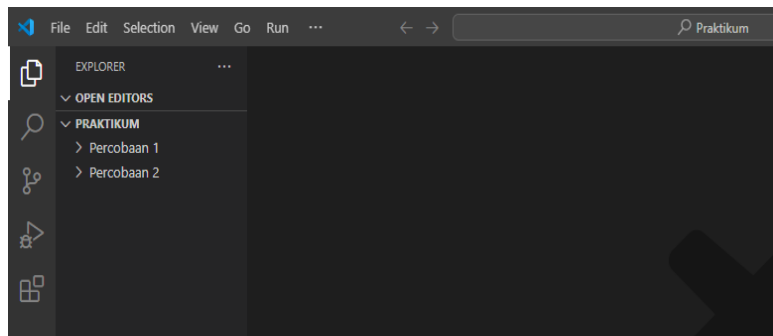 File Edit Selection View Go Run ... Praktikum
EXPLORER ...
OPEN EDITORS
PRAKTIKUM
Percobaan 1
Percobaan 2